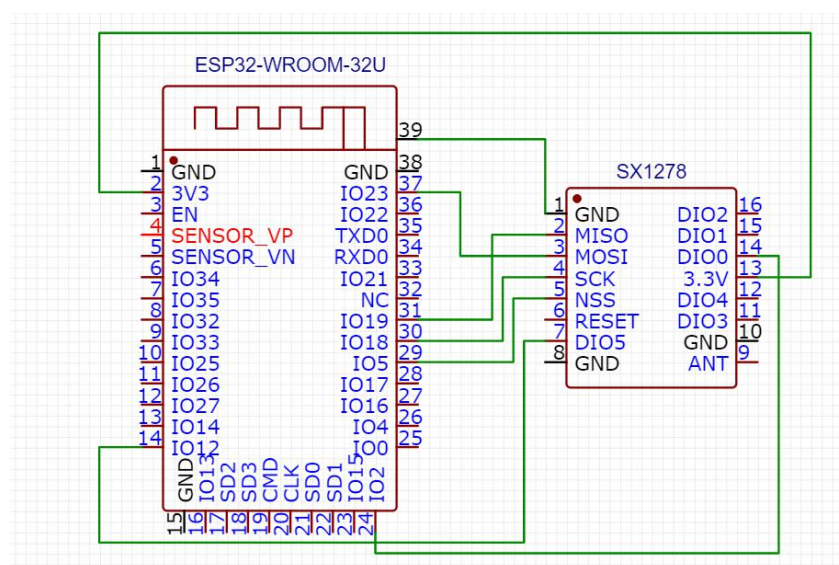 ESP32-WROOM-32U
39
1 GND GND 38
2 3V3 IO23 37
3 EN IO22 36
4 SENSOR_VP TXD0 35
5 SENSOR_VN RXD0 34
6 IO34 IO21 33
7 IO35 NC 32
8 IO32 IO19 31
9 IO33 IO18 30
10 IO25 IO5 29
11 IO26 IO17 28
12 IO27 IO16 27
13 IO14 IO4 26
14 IO12 IO0 25
GND IO13 SD2 SD3 CMD CLK SD0 SD1 IO15 IO2
15 16 17 18 19 20 21 22 23 24
SX1278
1 GND DIO2 16
2 MISO DIO1 15
3 MOSI DIO0 14
4 SCK 3.3V 13
5 NSS DIO4 12
6 RESET DIO3 11
7 DIO5 GND 10
8 GND ANT 9